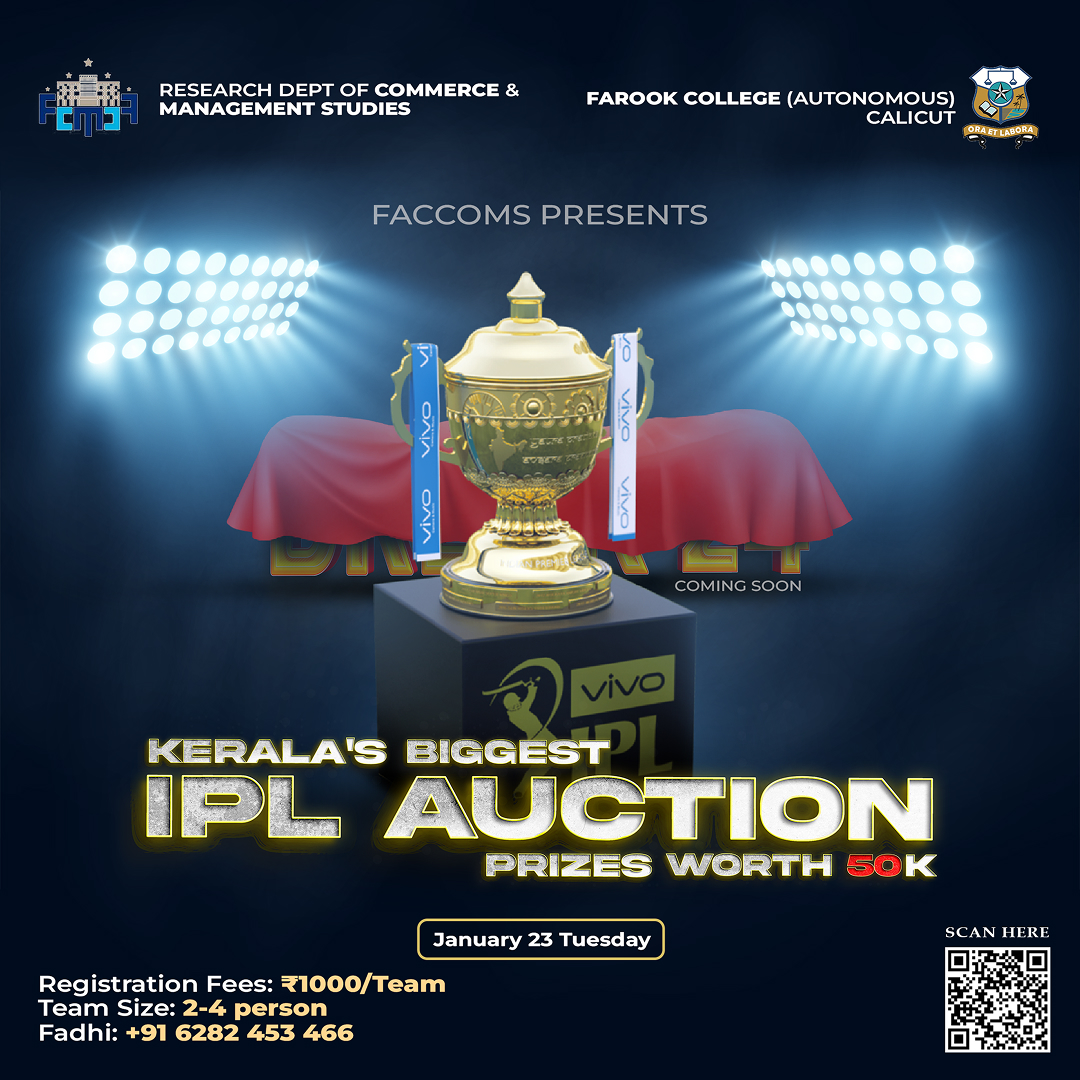 RESEARCH DEPT OF COMMERCE &
MANAGEMENT STUDIES
FAROOK COLLEGE (AUTONOMOUS)
CALICUT
ORA ET LABORA
FACCOMS PRESENTS
vivo
vivo
vivo
vivo
COMING SOON
vivo
IPL
KERALA'S BIGGEST
IPL AUCTION
PRIZES WORTH 50K
January 23 Tuesday
SCAN HERE
Registration Fees: ₹1000/Team
Team Size: 2-4 person
Fadhi: +91 6282 453 466